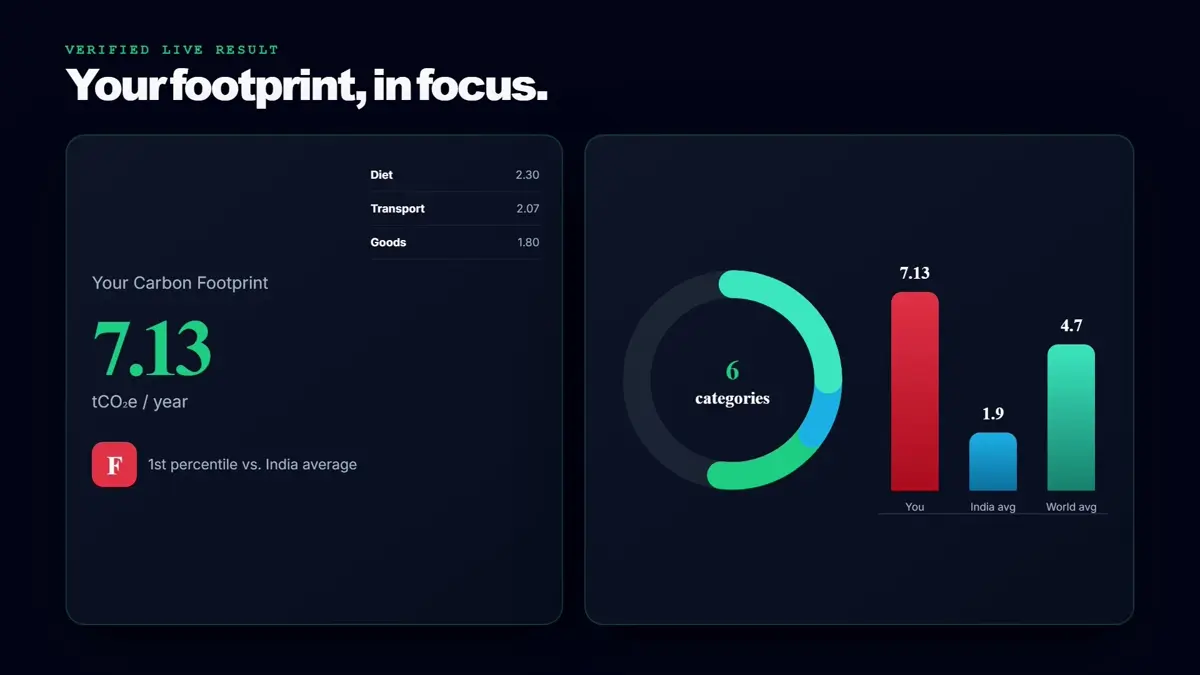 VERIFIED LIVE RESULT
Your footprint, in focus.
Diet 2.30
Transport 2.07
Goods 1.80
Your Carbon Footprint
7.13
tCO₂e / year
F 1st percentile vs. India average
6
categories
7.13
1.9
4.7
You India avg World avg